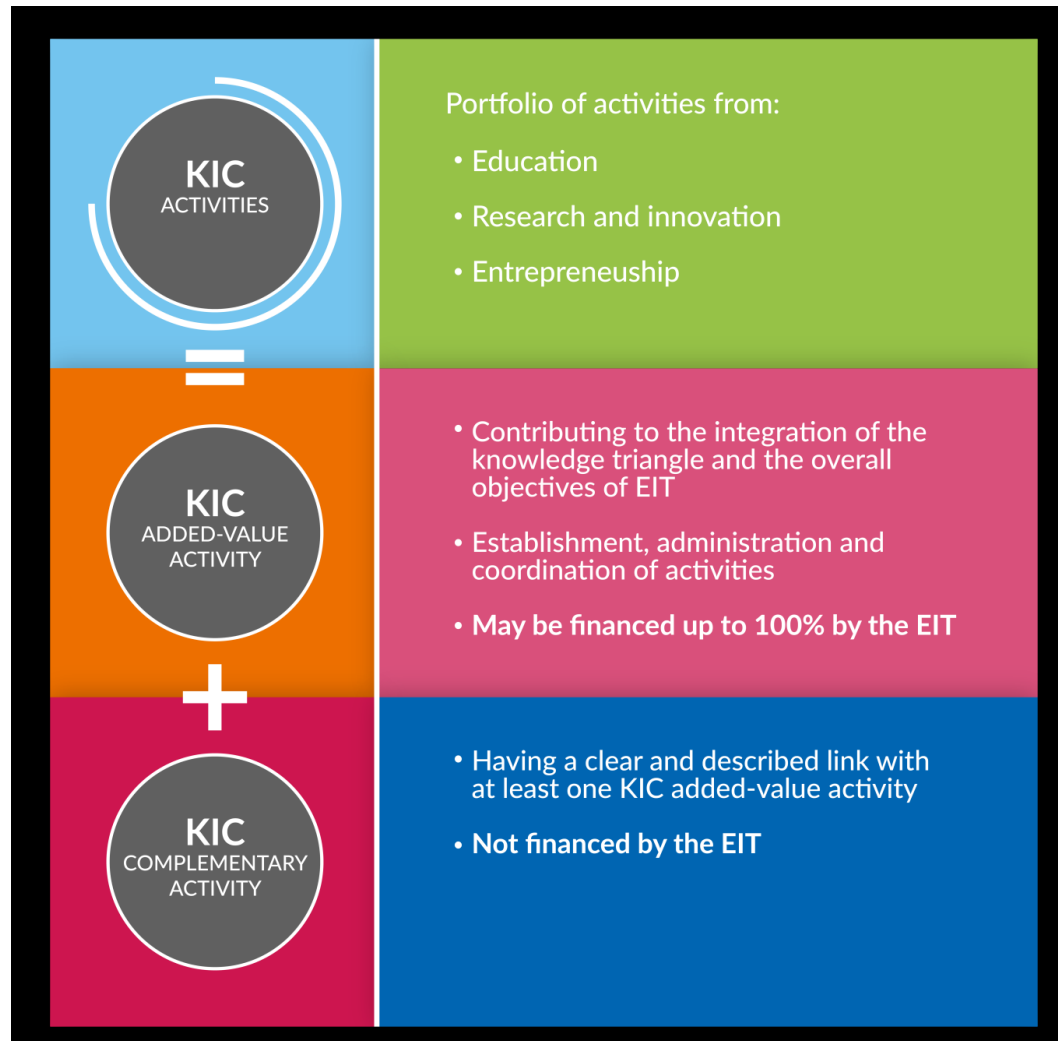 KIC
ACTIVITIES
Portfolio of activities from:
• Education
• Research and innovation
• Entrepreneuship
=
KIC
ADDED-VALUE
ACTIVITY
• Contributing to the integration of the
knowledge triangle and the overall
objectives of EIT
• Establishment, administration and
coordination of activities
• May be financed up to 100% by the EIT
+
KIC
COMPLEMENTARY
ACTIVITY
• Having a clear and described link with
at least one KIC added-value activity
• Not financed by the EIT